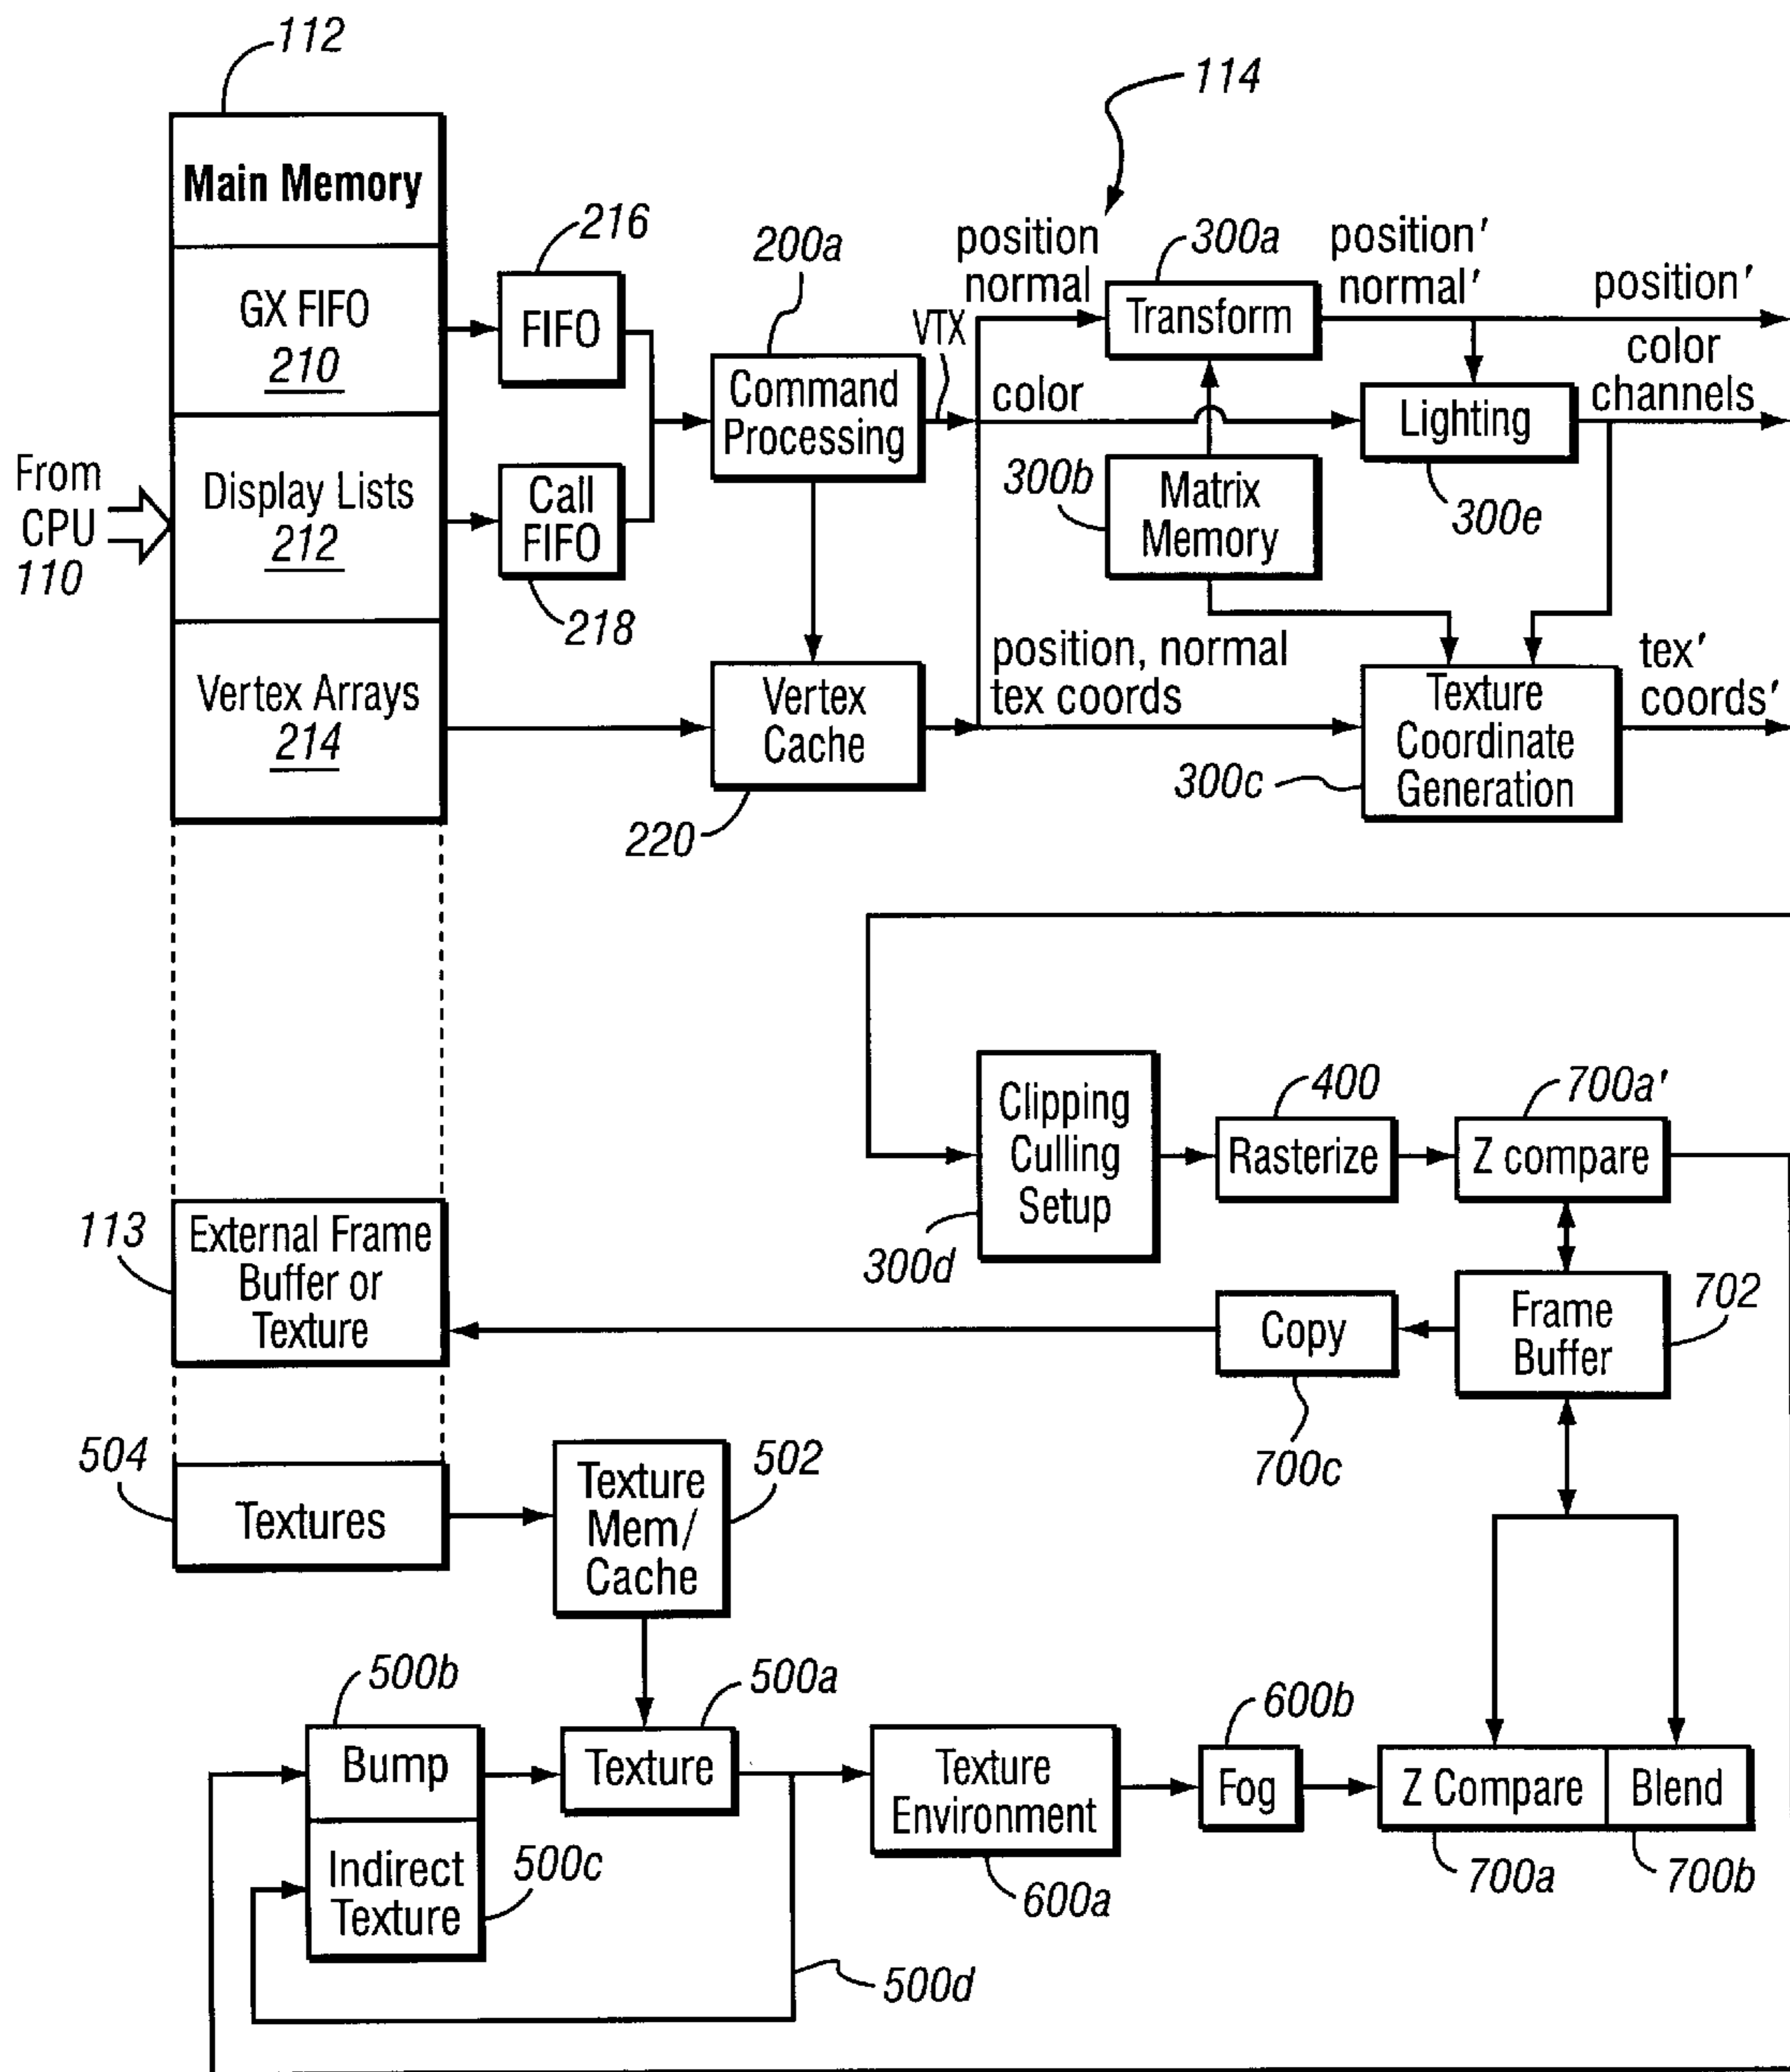 112
114
Main Memory
GX FIFO
210
Display Lists
212
Vertex Arrays
214
From
CPU
110
216
FIFO
Call
FIFO
218
200a
Command
Processing
Vertex
Cache
220
VTX
position
normal
300a
Transform
position'
normal'
position'
color
color
channels
Lighting
300e
300b
Matrix
Memory
position, normal
tex coords
Texture
Coordinate
Generation
300c
tex'
coords'
Clipping
Culling
Setup
300d
400
Rasterize
700a'
Z compare
113
External Frame
Buffer or
Texture
Copy
700c
Frame
Buffer
702
504
Textures
Texture
Mem/
Cache
502
500b
Bump
Indirect
Texture
500c
500a
Texture
500d
Texture
Environment
600a
600b
Fog
Z Compare
Blend
700a
700b